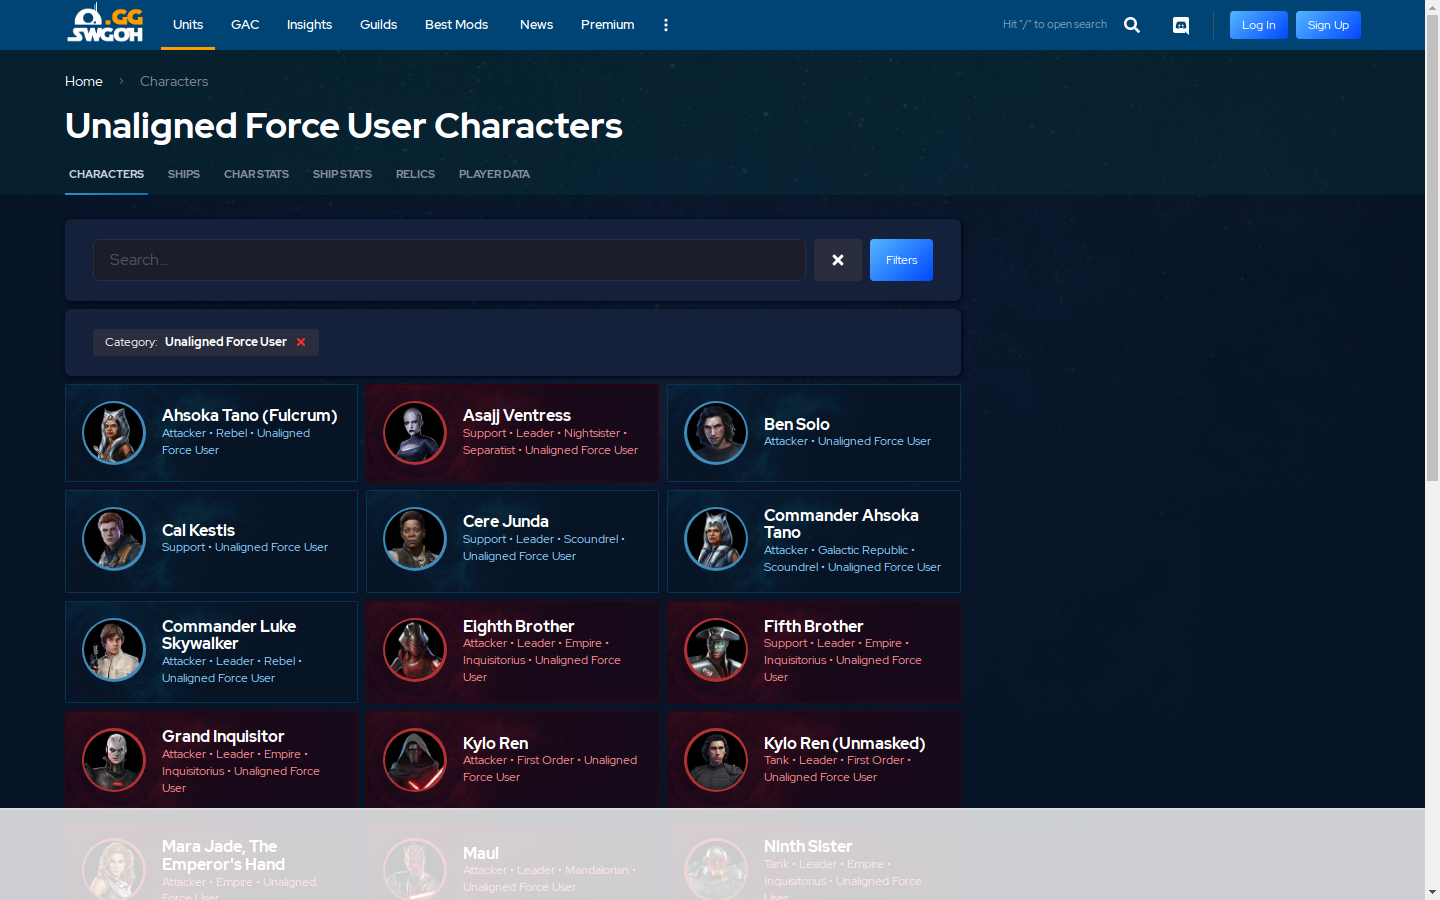 .GG
SWGOH
Units
GAC
Insights
Guilds
Best Mods
News
Premium
Hit "/" to open search
Log In
Sign Up
Home
Characters
Unaligned Force User Characters
CHARACTERS
SHIPS
CHAR STATS
SHIP STATS
RELICS
PLAYER DATA
Search...
Filters
Category: Unaligned Force User
Ahsoka Tano (Fulcrum)
Attacker • Rebel • Unaligned
Force User
Asajj Ventress
Support • Leader • Nightsister •
Separatist • Unaligned Force User
Ben Solo
Attacker • Unaligned Force User
Cal Kestis
Support • Unaligned Force User
Cere Junda
Support • Leader • Scoundrel •
Unaligned Force User
Commander Ahsoka
Tano
Attacker • Galactic Republic •
Scoundrel • Unaligned Force User
Commander Luke
Skywalker
Attacker • Leader • Rebel •
Unaligned Force User
Eighth Brother
Attacker • Leader • Empire •
Inquisitorius • Unaligned Force
User
Fifth Brother
Support • Leader • Empire •
Inquisitorius • Unaligned Force
User
Grand Inquisitor
Attacker • Leader • Empire •
Inquisitorius • Unaligned Force
User
Kylo Ren
Attacker • First Order • Unaligned
Force User
Kylo Ren (Unmasked)
Tank • Leader • First Order •
Unaligned Force User
Mara Jade, The
Emperor's Hand
Attacker • Empire • Unaligned
Force User
Maul
Attacker • Leader • Mandalorian •
Unaligned Force User
Ninth Sister
Tank • Leader • Empire •
Inquisitorius • Unaligned Force
User